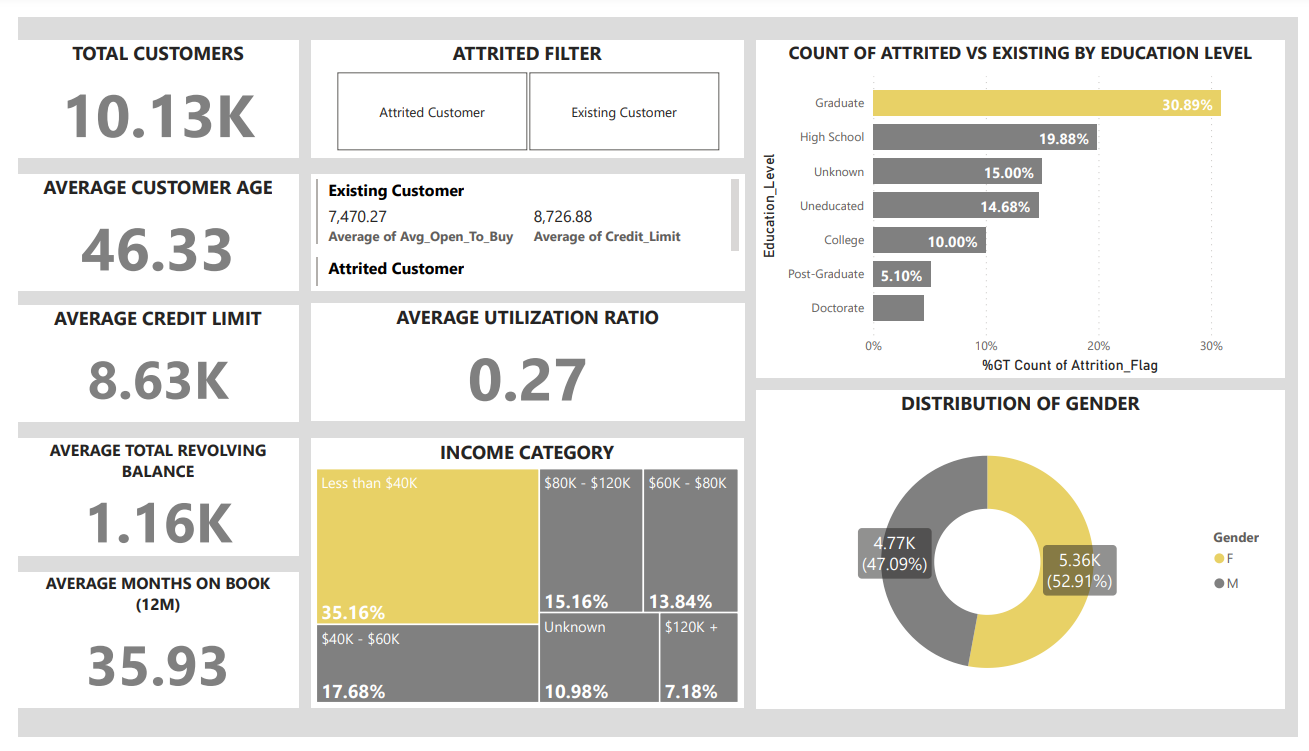 TOTAL CUSTOMERS
10.13K
AVERAGE CUSTOMER AGE
46.33
AVERAGE CREDIT LIMIT
8.63K
AVERAGE TOTAL REVOLVING
BALANCE
1.16K
AVERAGE MONTHS ON BOOK
(12M)
35.93
ATTRITED FILTER
Attrited Customer
Existing Customer
Existing Customer
7,470.27
8,726.88
Average of Avg_Open_To_Buy
Average of Credit_Limit
Attrited Customer
AVERAGE UTILIZATION RATIO
0.27
INCOME CATEGORY
Less than $40K
35.16%
$40K - $60K
17.68%
$80K - $120K
15.16%
$60K - $80K
13.84%
Unknown
10.98%
$120K +
7.18%
COUNT OF ATTRITED VS EXISTING BY EDUCATION LEVEL
Education_Level
Graduate
30.89%
High School
19.88%
Unknown
15.00%
Uneducated
14.68%
College
10.00%
Post-Graduate
5.10%
Doctorate
0%
10%
20%
30%
%GT Count of Attrition_Flag
DISTRIBUTION OF GENDER
4.77K
(47.09%)
5.36K
(52.91%)
Gender
F
M